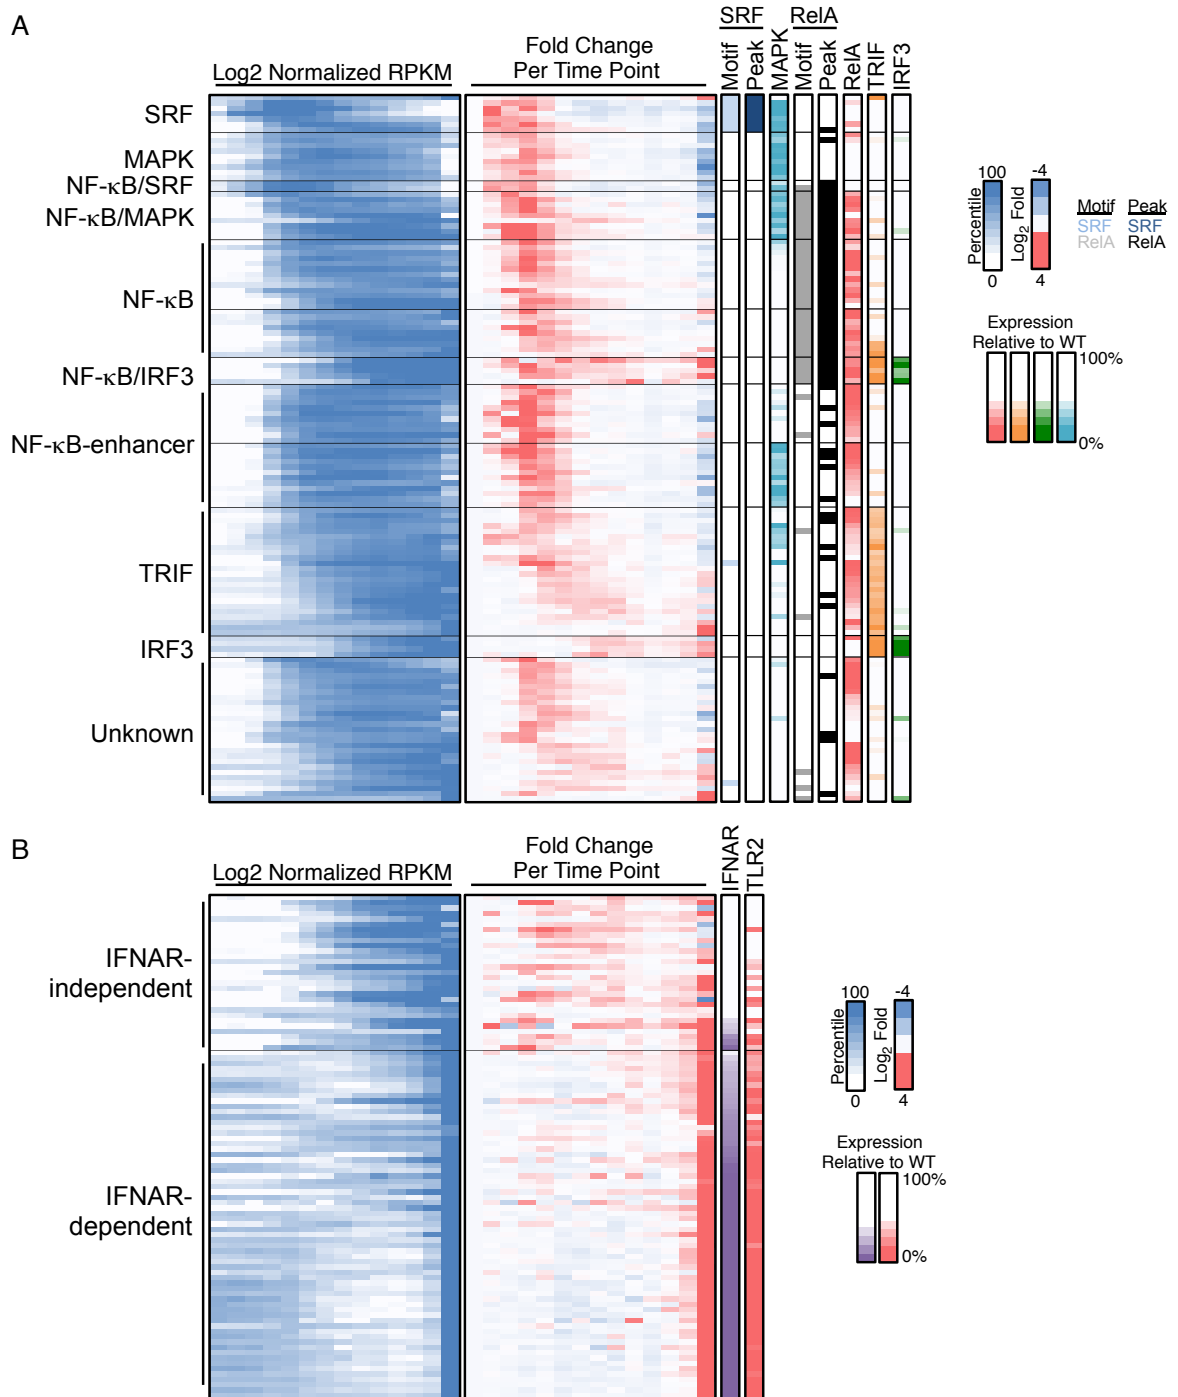 A
SRF
RelA
Log2 Normalized RPKM
Fold Change
Per Time Point
Motif
Peak
MAPK
Motif
Peak
RelA
TRIF
IRF3
SRF
MAPK
NF-κB/SRF
NF-κB/MAPK
NF-κB
NF-κB/IRF3
NF-κB-enhancer
TRIF
IRF3
Unknown
100
Percentile
0
-4
Log2 Fold
4
Motif
SRF
RelA
Peak
SRF
RelA
Expression
Relative to WT
100%
0%
B
Log2 Normalized RPKM
Fold Change
Per Time Point
IFNAR
TLR2
IFNAR-
independent
IFNAR-
dependent
100
Percentile
0
-4
Log2 Fold
4
Expression
Relative to WT
100%
0%